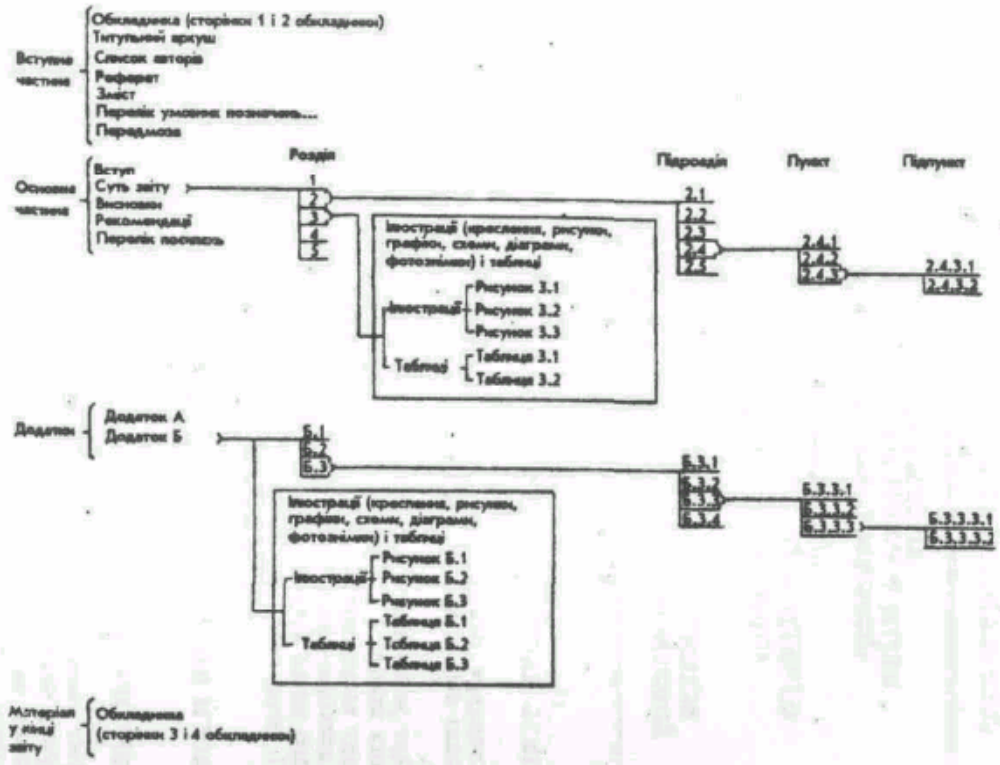 Вступна
частина
Обкладинка (сторінки 1 і 2 обкладинки)
Титульний аркуш
Список авторів
Реферат
Зміст
Перелік умовних позначень...
Передмова
Розділ
Підрозділ
Пункт
Підпункт
Основна
частина
Вступ
Суть звіту
Висновки
Рекомендації
Перелік посилань
1
2
3
4
5
2.1
2.2
2.3
2.4
2.5
2.4.1
2.4.2
2.4.3
2.4.3.1
2.4.3.2
Ілюстрації (креслення, рисунки,
графіки, схеми, діаграми,
фотознімки) і таблиці
Ілюстрації
Рисунок 3.1
Рисунок 3.2
Рисунок 3.3
Таблиці
Таблиця 3.1
Таблиця 3.2
Додатки
Додаток А
Додаток Б
Б.1
Б.2
Б.3
Б.3.1
Б.3.2
Б.3.3
Б.3.4
Б.3.3.1
Б.3.3.2
Б.3.3.3
Б.3.3.3.1
Б.3.3.3.2
Ілюстрації (креслення, рисунки,
графіки, схеми, діаграми,
фотознімки) і таблиці
Ілюстрації
Рисунок Б.1
Рисунок Б.2
Рисунок Б.3
Таблиці
Таблиця Б.1
Таблиця Б.2
Таблиця Б.3
Матеріал
у кінці
звіту
Обкладинка
(сторінки 3 і 4 обкладинки)